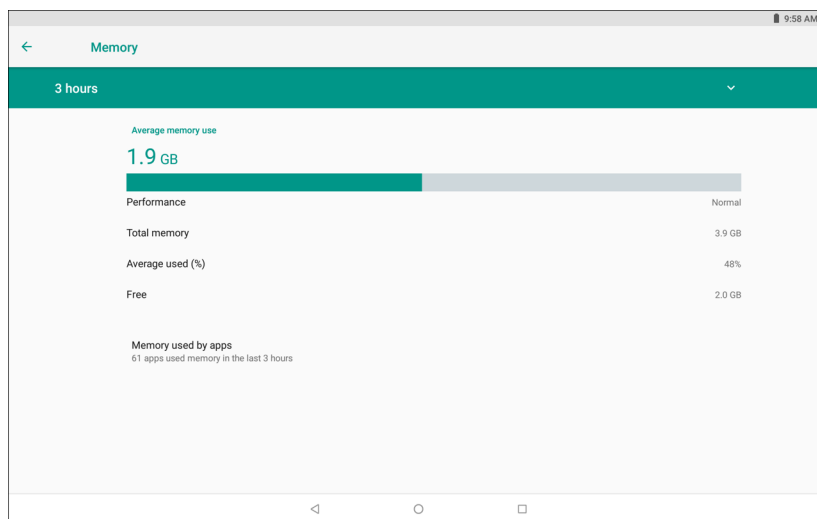 9:58 AM
Memory
3 hours
Average memory use
1.9 GB
Performance Normal
Total memory 3.9 GB
Average used (%) 48%
Free 2.0 GB
Memory used by apps
61 apps used memory in the last 3 hours